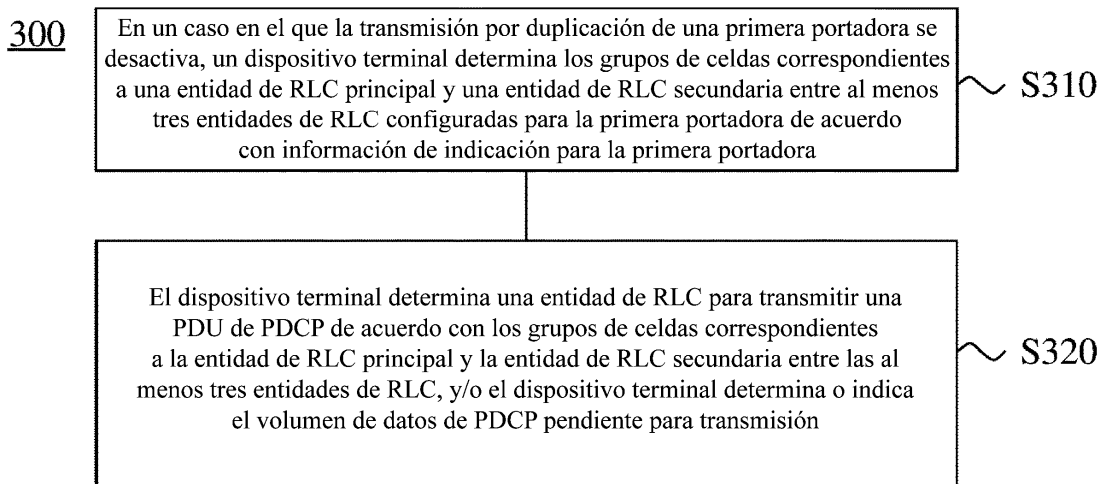 300
En un caso en el que la transmisión por duplicación de una primera portadora se
desactiva, un dispositivo terminal determina los grupos de celdas correspondientes
a una entidad de RLC principal y una entidad de RLC secundaria entre al menos
tres entidades de RLC configuradas para la primera portadora de acuerdo
con información de indicación para la primera portadora
S310
El dispositivo terminal determina una entidad de RLC para transmitir una
PDU de PDCP de acuerdo con los grupos de celdas correspondientes
a la entidad de RLC principal y la entidad de RLC secundaria entre las al
menos tres entidades de RLC, y/o el dispositivo terminal determina o indica
el volumen de datos de PDCP pendiente para transmisión
S320